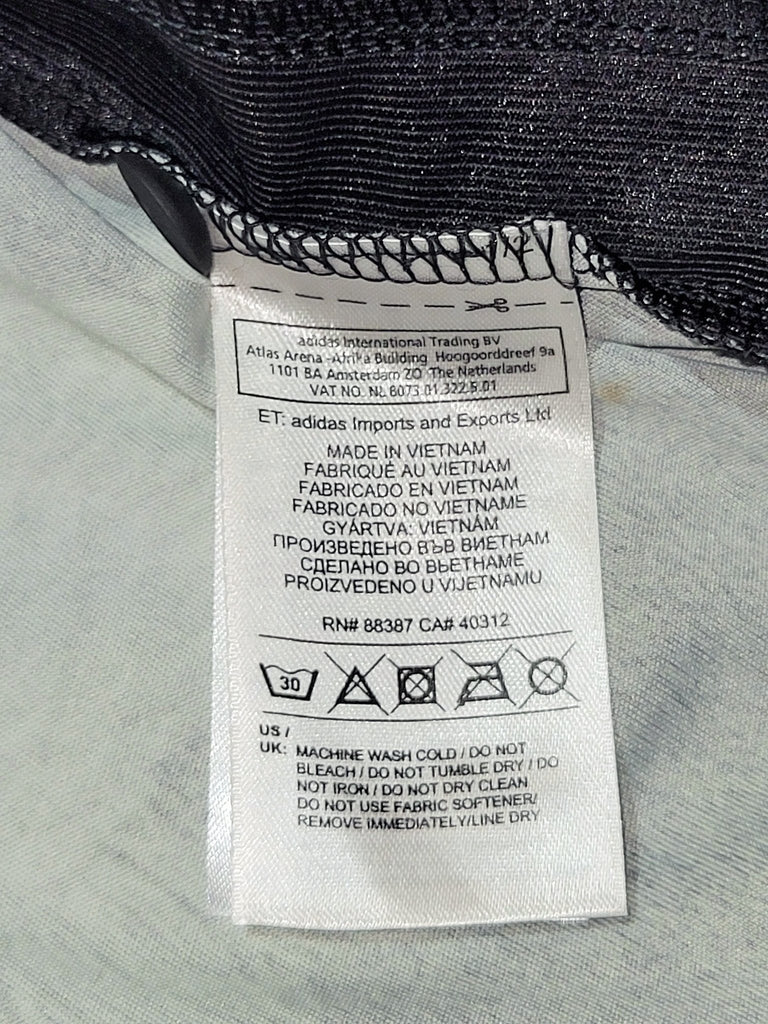 adidas International Trading BV
Atlas Arena -Afrika Building Hoogoorddreef 9a
1101 BA Amsterdam ZO The Netherlands
VAT NO. NL 8073.01.322.B.01
ET: adidas Imports and Exports Ltd
MADE IN VIETNAM
FABRIQUÉ AU VIETNAM
FABRICADO EN VIETNAM
FABRICADO NO VIETNAME
GYÁRTVA: VIETNÁM
ПРОИЗВЕДЕНО ВЪВ ВИЕТНАМ
СДЕЛАНО ВО ВЬЕТНАМЕ
PROIZVEDENO U VIJETNAMU
RN# 88387 CA# 40312
30
US /
UK: MACHINE WASH COLD / DO NOT
BLEACH / DO NOT TUMBLE DRY / DO
NOT IRON / DO NOT DRY CLEAN
DO NOT USE FABRIC SOFTENER/
REMOVE IMMEDIATELY/LINE DRY